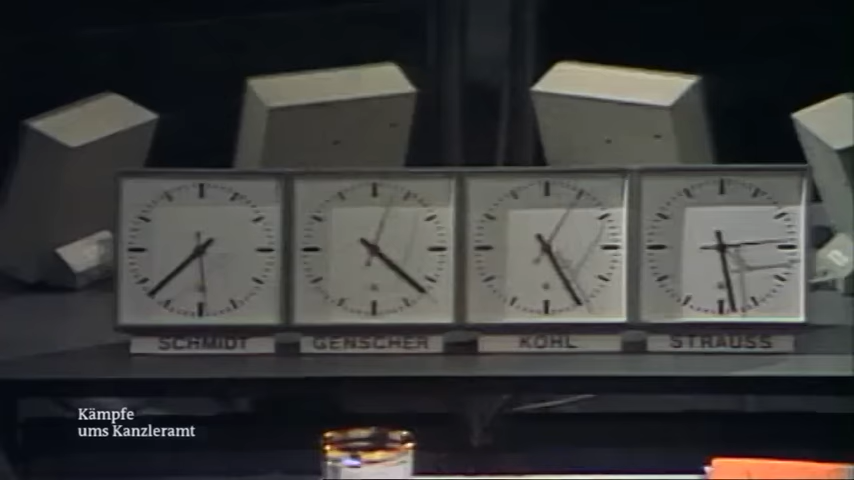 SCHMIDT
GENSCHER
KOHL
STRAUSS
Kämpfe
ums Kanzleramt